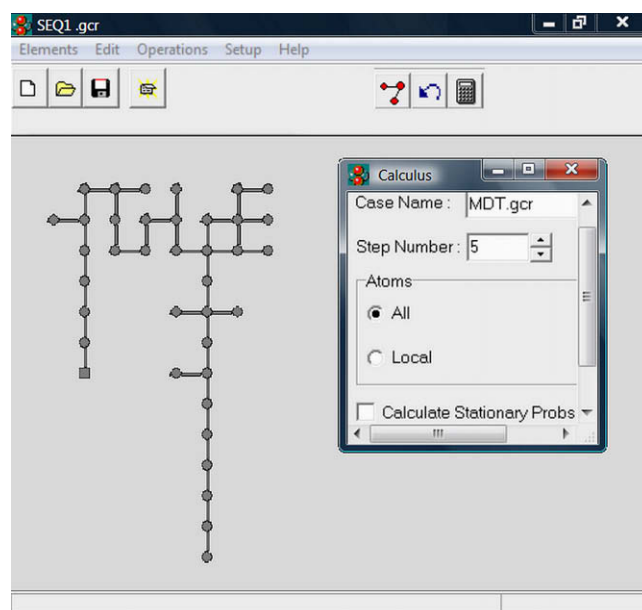 SEQ1 .gcr
Elements Edit Operations Setup Help
Calculus
Case Name : MDT.gcr
Step Number : 5
Atoms
All
Local
Calculate Stationary Probs